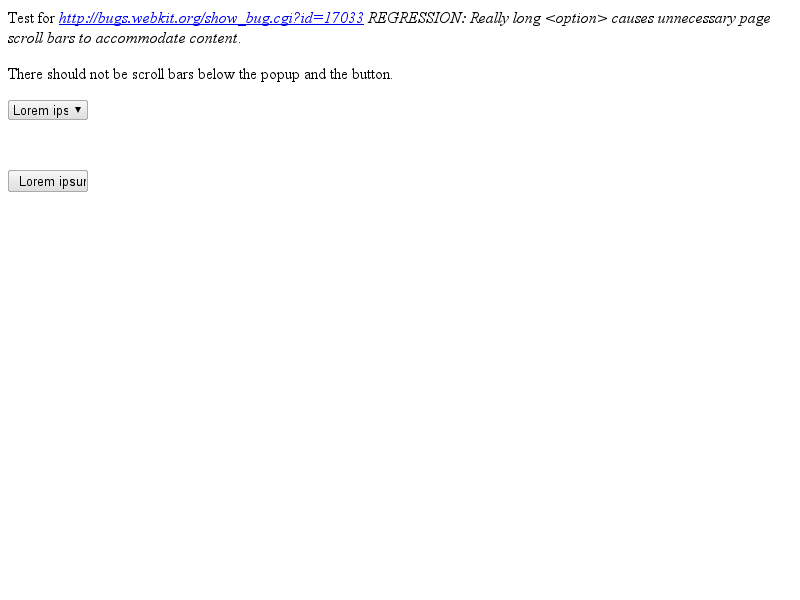 Test for http://bugs.webkit.org/show_bug.cgi?id=17033 REGRESSION: Really long <option> causes unnecessary page
scroll bars to accommodate content.
There should not be scroll bars below the popup and the button.
Lorem ips ▼
Lorem ipsur